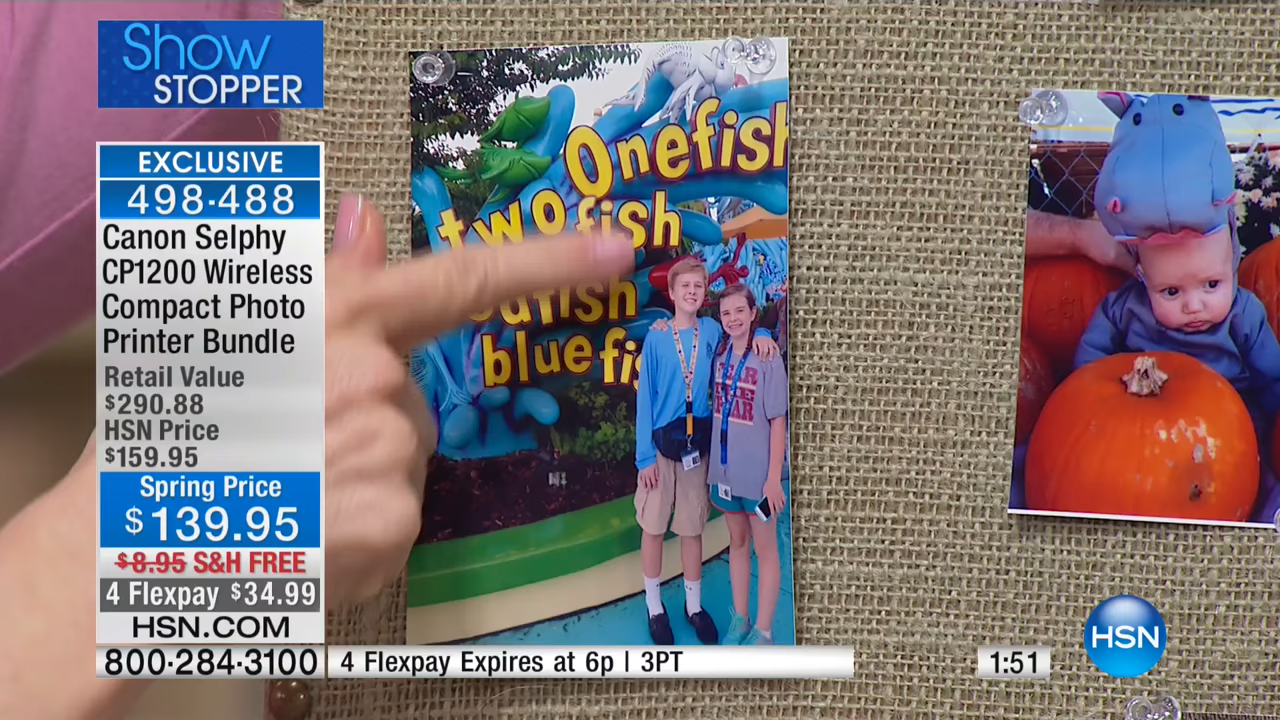 Show
STOPPER
EXCLUSIVE
498-488
Canon Selphy
CP1200 Wireless
Compact Photo
Printer Bundle
Retail Value
$290.88
HSN Price
$159.95
Spring Price
$139.95
$8.95 S&H FREE
4 Flexpay $34.99
HSN.COM
800-284-3100
4 Flexpay Expires at 6p | 3PT
1:51
HSN
Onefish
two fish
blue fis